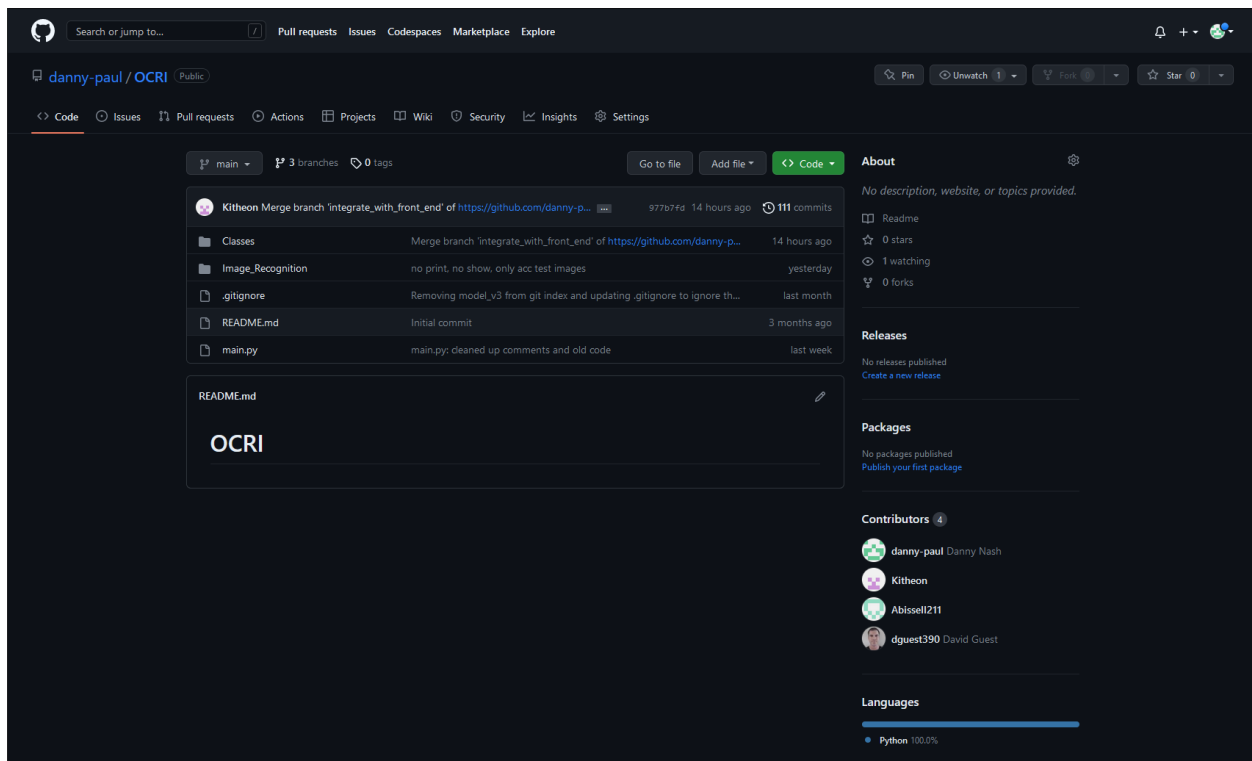 Search or jump to... /
Pull requests Issues Codespaces Marketplace Explore
danny-paul / OCRI Public
Pin Unwatch 1 Fork 0 Star 0
Code Issues Pull requests Actions Projects Wiki Security Insights Settings
main 3 branches 0 tags Go to file Add file Code
Kitheon Merge branch 'integrate_with_front_end' of https://github.com/danny-p... ... 977b7fd 14 hours ago 111 commits
Classes Merge branch 'integrate_with_front_end' of https://github.com/danny-p... 14 hours ago
Image_Recognition no print, no show, only acc test images yesterday
.gitignore Removing model_v3 from git index and updating .gitignore to ignore th... last month
README.md Initial commit 3 months ago
main.py main.py: cleaned up comments and old code last week
README.md
OCRI
About
No description, website, or topics provided.
Readme
0 stars
1 watching
0 forks
Releases
No releases published
Create a new release
Packages
No packages published
Publish your first package
Contributors 4
danny-paul Danny Nash
Kitheon
Abissell211
dguest390 David Guest
Languages
Python 100.0%